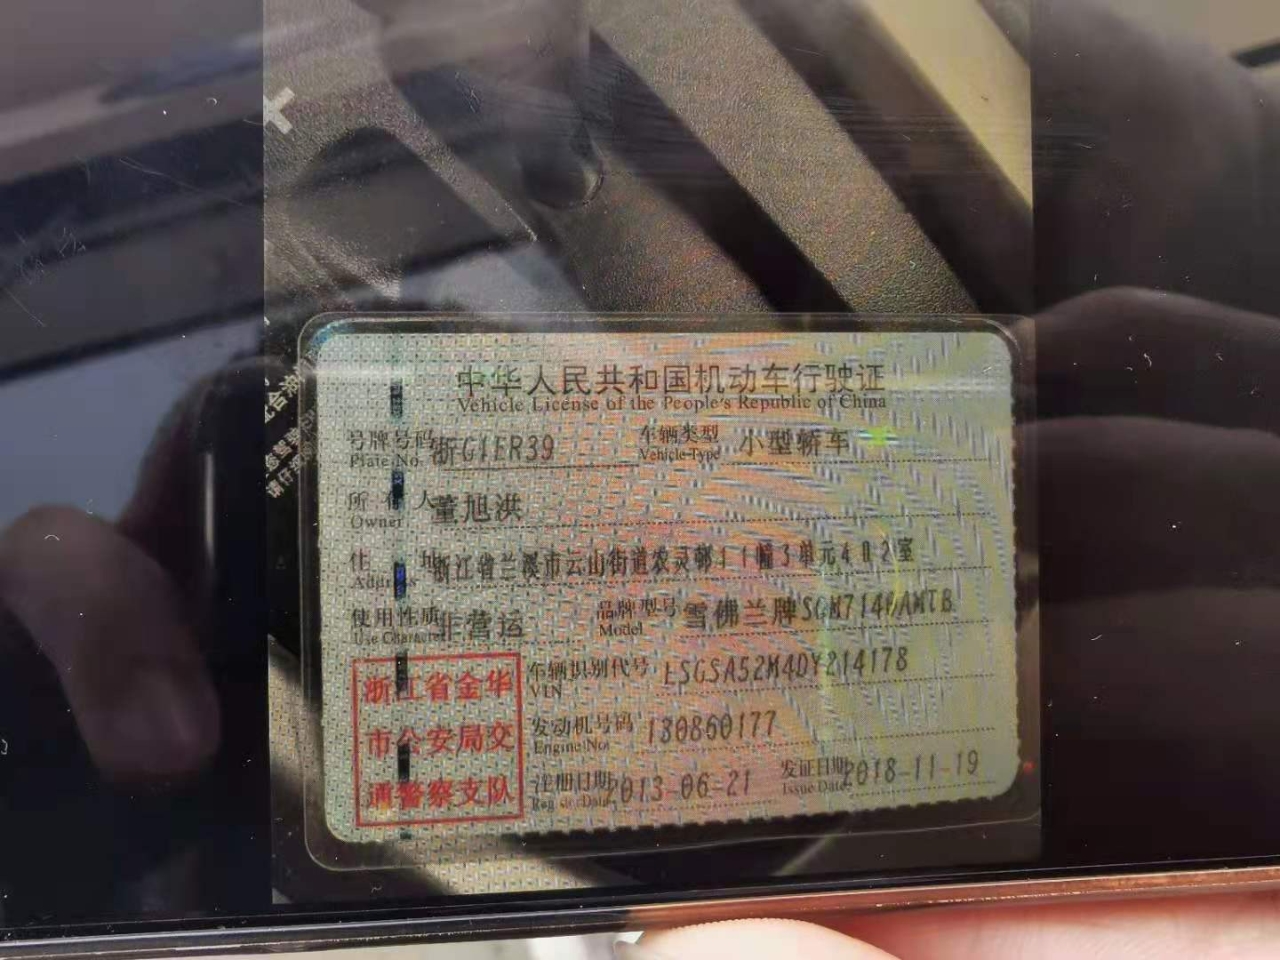 中华人民共和国机动车行驶证
Vehicle License of the People's Republic of China
号牌号码 浙G1ER39 车辆类型 小型轿车
Plate No. Vehicle Type
所有人 董旭洪
Owner
住址 浙江省兰溪市云山街道农灵郡11幢3单元402室
Address
使用性质 非营运 品牌型号 雪佛兰牌SGM7140AMTB
Use Character Model
车辆识别代号 LSGSA52M4DY214178
VIN
发动机号码 130860177
Engine No.
注册日期 2013-06-21 发证日期 2018-11-19
Register Date Issue Date
浙江省金华
市公安局交
通警察支队